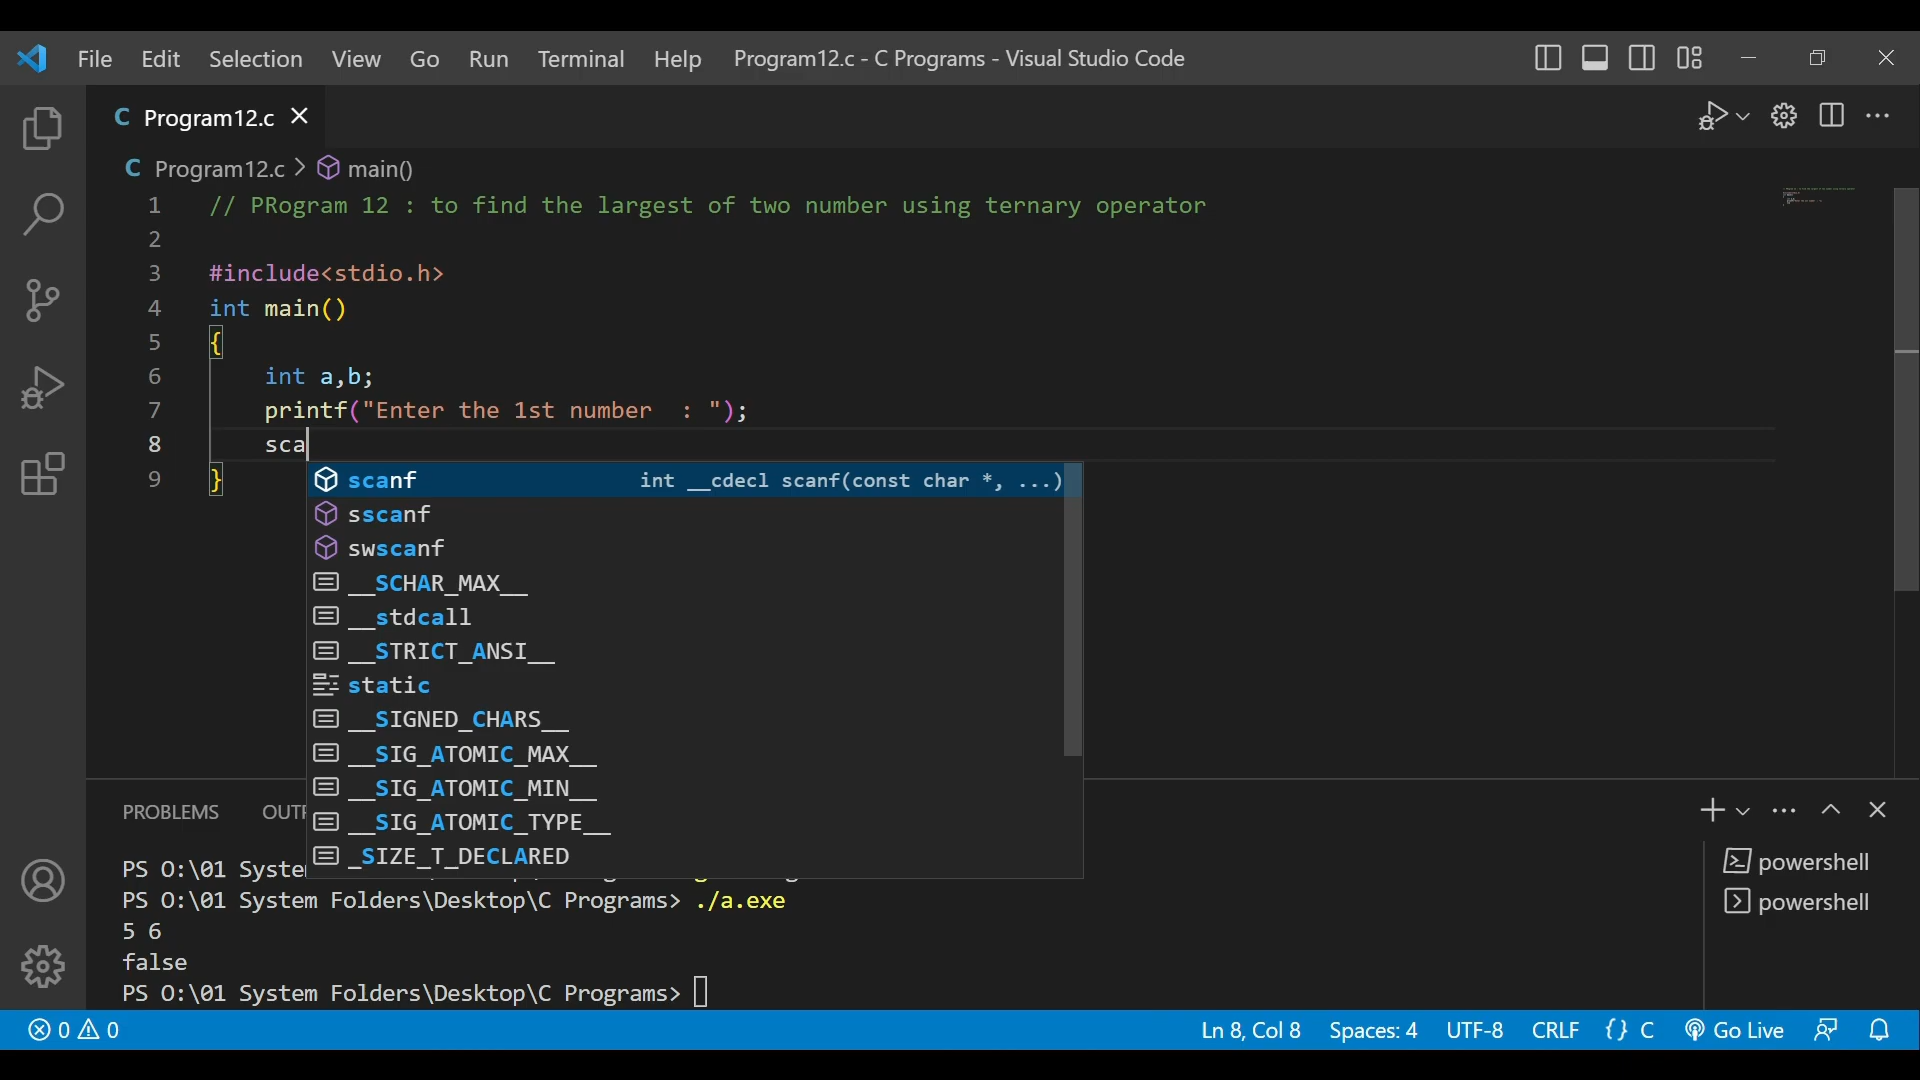 File Edit Selection View Go Run Terminal Help Program12.c - C Programs - Visual Studio Code
C Program12.c
C Program12.c > main()
1 // PRogram 12 : to find the largest of two number using ternary operator
2
3 #include<stdio.h>
4 int main()
5 {
6 int a,b;
7 printf("Enter the 1st number  : ");
8 sca
9 }
scanf int __cdecl scanf(const char *, ...)
sscanf
swscanf
__SCHAR_MAX__
__stdcall
__STRICT_ANSI__
static
__SIGNED_CHARS__
__SIG_ATOMIC_MAX__
__SIG_ATOMIC_MIN__
__SIG_ATOMIC_TYPE__
_SIZE_T_DECLARED
PROBLEMS
PS O:\01
PS O:\01 System Folders\Desktop\C Programs> ./a.exe
5 6
false
PS O:\01 System Folders\Desktop\C Programs>
powershell
powershell
0 0 Ln 8, Col 8 Spaces: 4 UTF-8 CRLF {} C Go Live